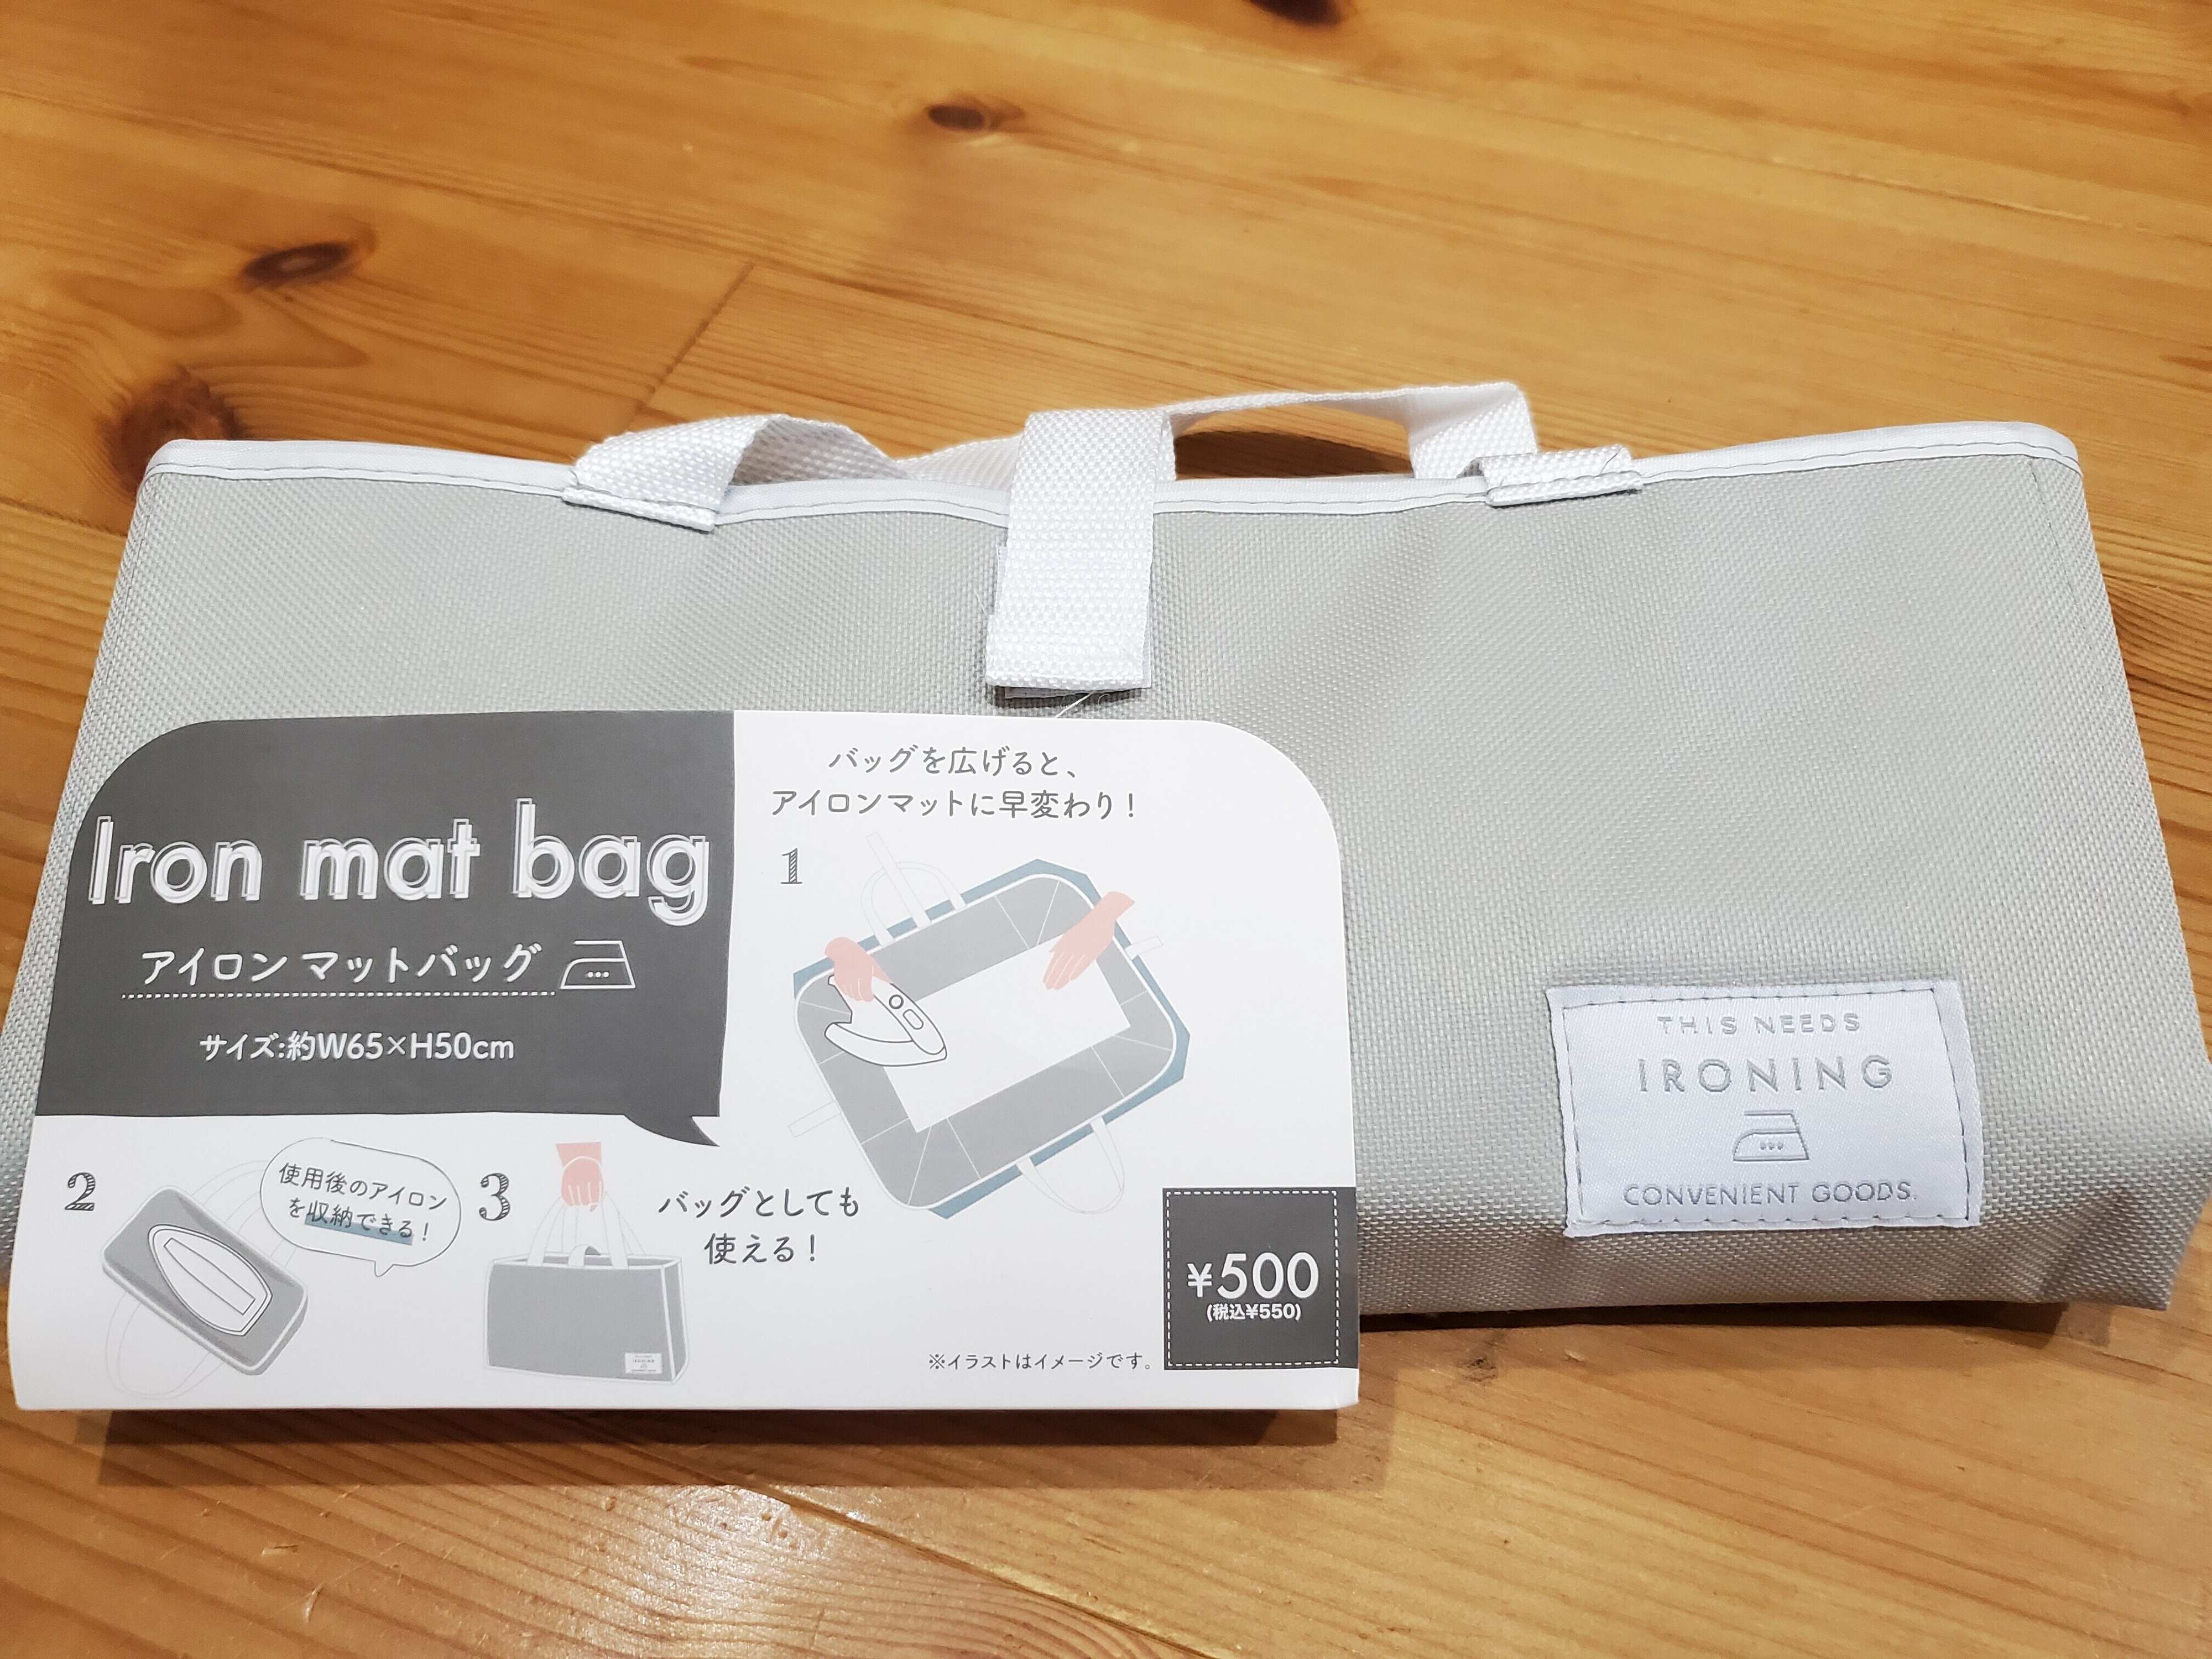 Iron mat bag
アイロン マットバッグ
サイズ:約W65×H50cm
バッグを広げると、
アイロンマットに早変わり！
1
2
使用後のアイロン
を収納できる！
3
バッグとしても
使える！
¥500
(税込¥550)
※イラストはイメージです。
THIS NEEDS
IRONING
CONVENIENT GOODS.